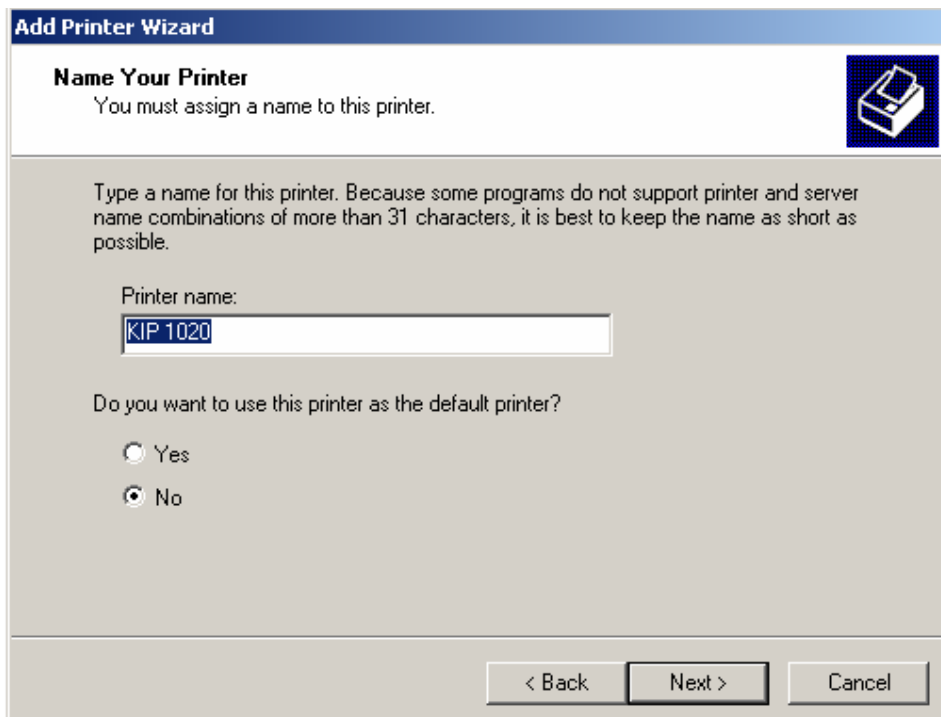 Add Printer Wizard
Name Your Printer
You must assign a name to this printer.
Type a name for this printer. Because some programs do not support printer and server
name combinations of more than 31 characters, it is best to keep the name as short as
possible.
Printer name:
KIP 1020
Do you want to use this printer as the default printer?
Yes
No
< Back Next > Cancel